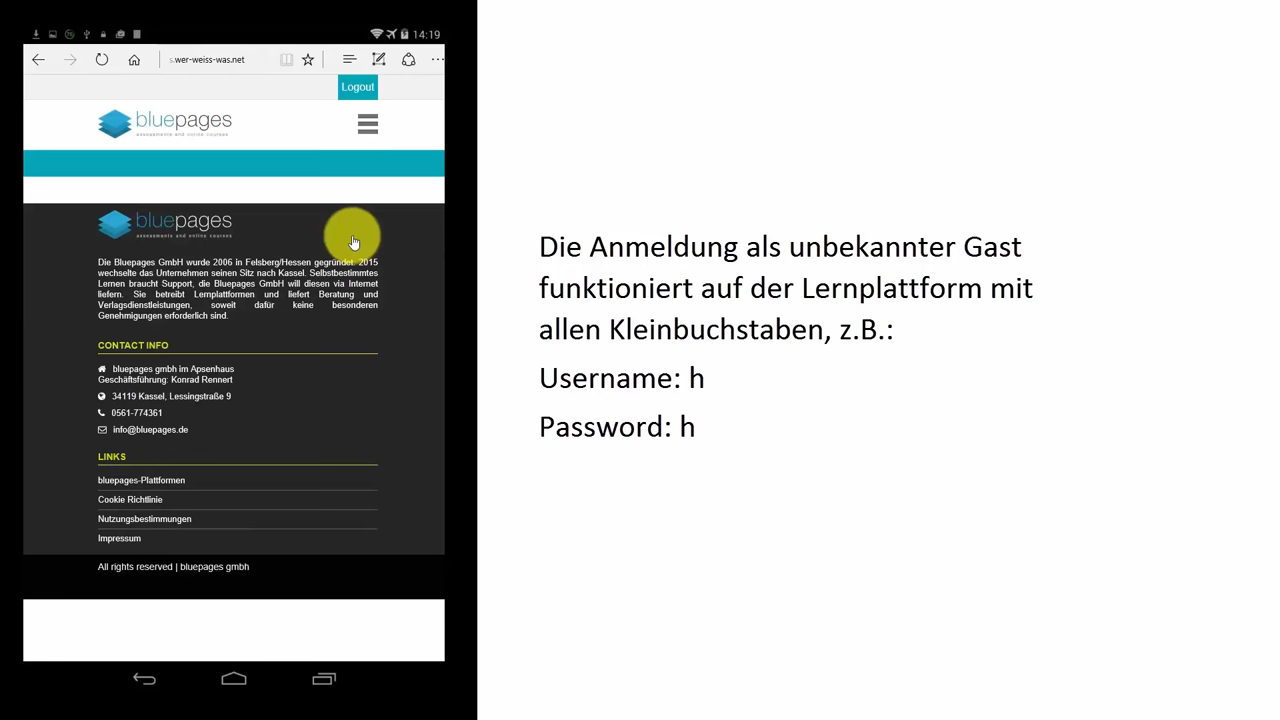 14:19
s.wer-weiss-was.net
Logout
bluepages
assessments and online courses
bluepages
assessments and online courses
Die Bluepages GmbH wurde 2006 in Felsberg/Hessen gegründet. 2015
wechselte das Unternehmen seinen Sitz nach Kassel. Selbstbestimmtes
Lernen braucht Support, die Bluepages GmbH will diesen via Internet
liefern. Sie betreibt Lernplattformen und liefert Beratung und
Verlagsdienstleistungen, soweit dafür keine besonderen
Genehmigungen erforderlich sind.
CONTACT INFO
bluepages gmbh im Apsenhaus
Geschäftsführung: Konrad Rennert
34119 Kassel, Lessingstraße 9
0561-774361
info@bluepages.de
LINKS
bluepages-Plattformen
Cookie Richtlinie
Nutzungsbestimmungen
Impressum
All rights reserved | bluepages gmbh
Die Anmeldung als unbekannter Gast
funktioniert auf der Lernplattform mit
allen Kleinbuchstaben, z.B.:
Username: h
Password: h